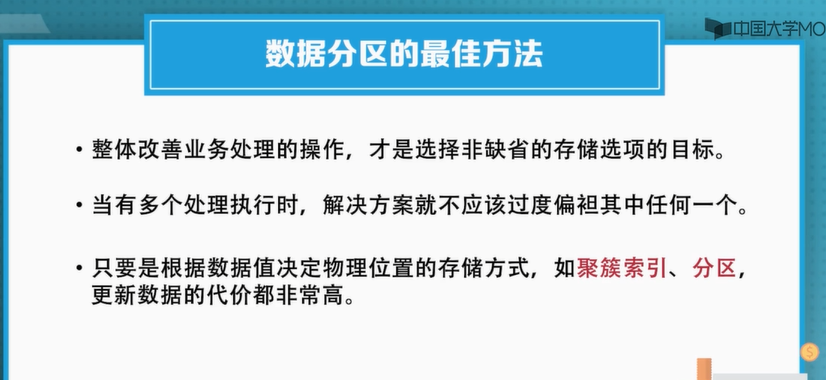 中国大学MO
数据分区的最佳方法
• 整体改善业务处理的操作，才是选择非缺省的存储选项的目标。
• 当有多个处理执行时，解决方案就不应该过度偏袒其中任何一个。
• 只要是根据数据值决定物理位置的存储方式，如聚簇索引、分区，
更新数据的代价都非常高。
S